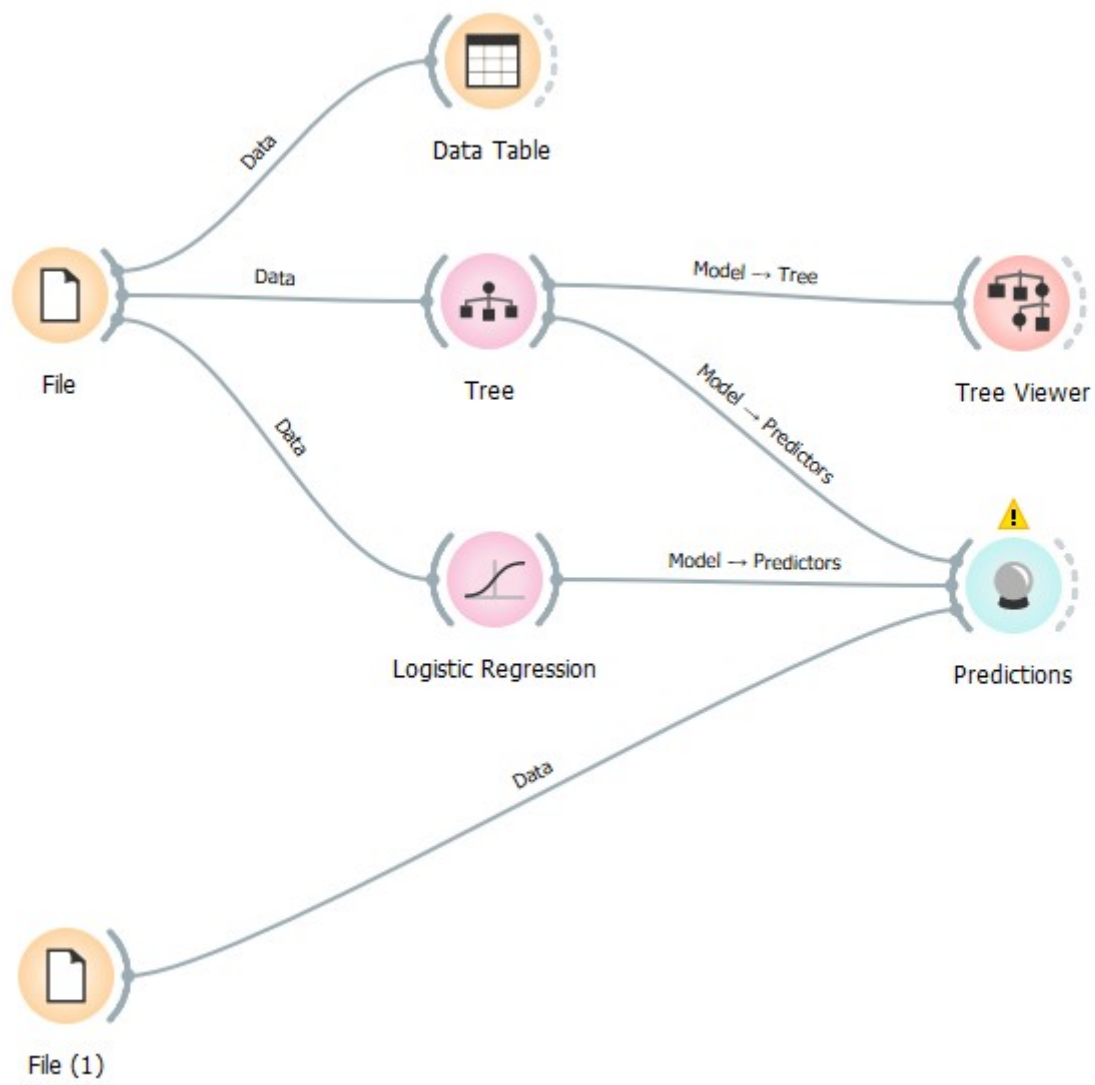 Data Table
Data
Data
Model → Tree
File
Tree
Tree Viewer
Data
Model → Predictors
!
Model → Predictors
Logistic Regression
Predictions
Data
File (1)